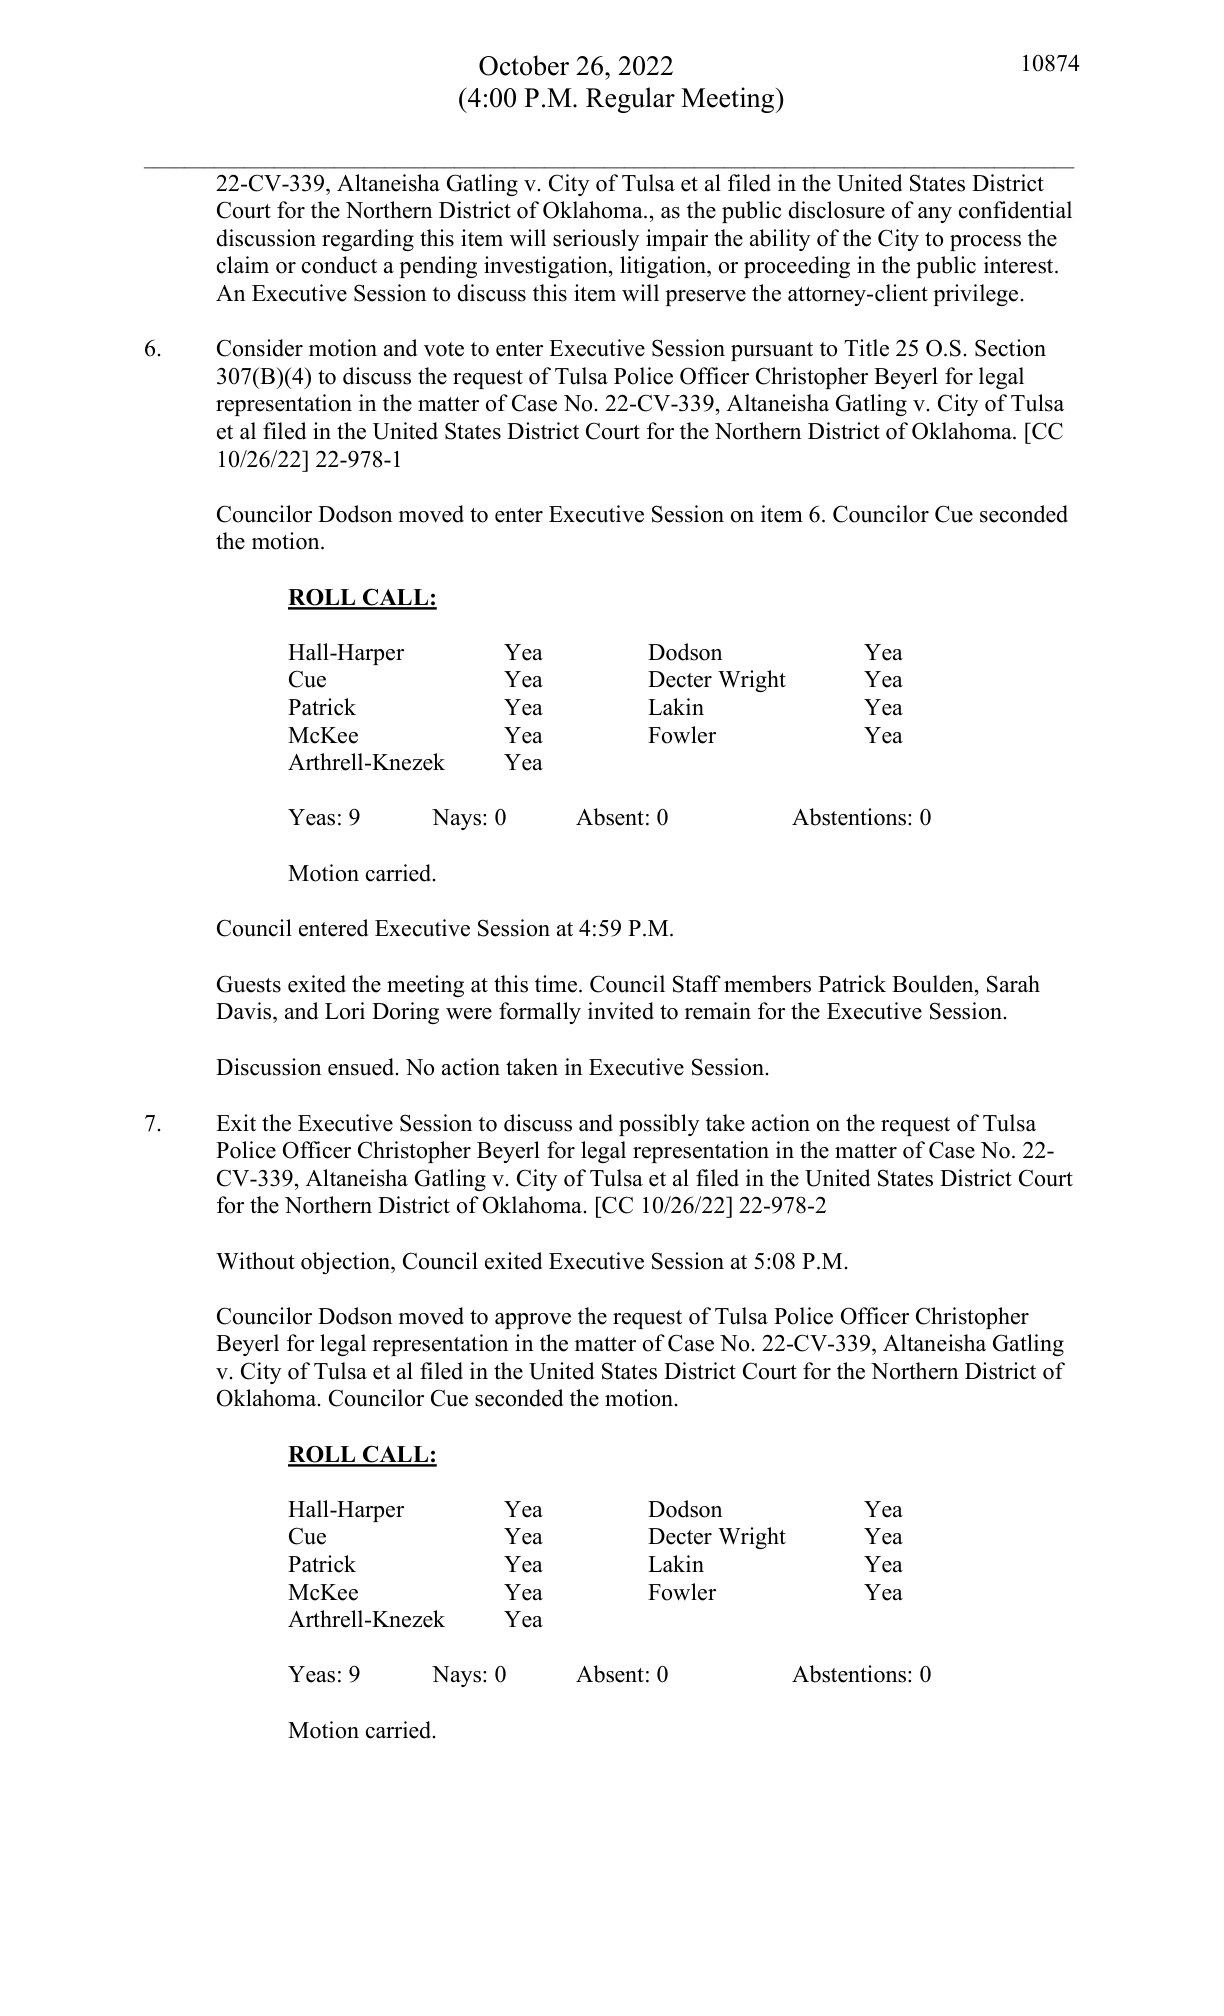 October 26, 2022
10874
(4:00 P.M. Regular Meeting)
22-CV-339, Altaneisha Gatling v. City of Tulsa et al filed in the United States District
Court for the Northern District of Oklahoma., as the public disclosure of any confidential
discussion regarding this item will seriously impair the ability of the City to process the
claim or conduct a pending investigation, litigation, or proceeding in the public interest.
An Executive Session to discuss this item will preserve the attorney-client privilege.
6. Consider motion and vote to enter Executive Session pursuant to Title 25 O.S. Section
307(B)(4) to discuss the request of Tulsa Police Officer Christopher Beyerl for legal
representation in the matter of Case No. 22-CV-339, Altaneisha Gatling v. City of Tulsa
et al filed in the United States District Court for the Northern District of Oklahoma. [CC
10/26/22] 22-978-1
Councilor Dodson moved to enter Executive Session on item 6. Councilor Cue seconded
the motion.
ROLL CALL:
Hall-Harper Yea Dodson Yea
Cue Yea Decter Wright Yea
Patrick Yea Lakin Yea
McKee Yea Fowler Yea
Arthrell-Knezek Yea
Yeas: 9 Nays: 0 Absent: 0 Abstentions: 0
Motion carried.
Council entered Executive Session at 4:59 P.M.
Guests exited the meeting at this time. Council Staff members Patrick Boulden, Sarah
Davis, and Lori Doring were formally invited to remain for the Executive Session.
Discussion ensued. No action taken in Executive Session.
7. Exit the Executive Session to discuss and possibly take action on the request of Tulsa
Police Officer Christopher Beyerl for legal representation in the matter of Case No. 22-
CV-339, Altaneisha Gatling v. City of Tulsa et al filed in the United States District Court
for the Northern District of Oklahoma. [CC 10/26/22] 22-978-2
Without objection, Council exited Executive Session at 5:08 P.M.
Councilor Dodson moved to approve the request of Tulsa Police Officer Christopher
Beyerl for legal representation in the matter of Case No. 22-CV-339, Altaneisha Gatling
v. City of Tulsa et al filed in the United States District Court for the Northern District of
Oklahoma. Councilor Cue seconded the motion.
ROLL CALL:
Hall-Harper Yea Dodson Yea
Cue Yea Decter Wright Yea
Patrick Yea Lakin Yea
McKee Yea Fowler Yea
Arthrell-Knezek Yea
Yeas: 9 Nays: 0 Absent: 0 Abstentions: 0
Motion carried.